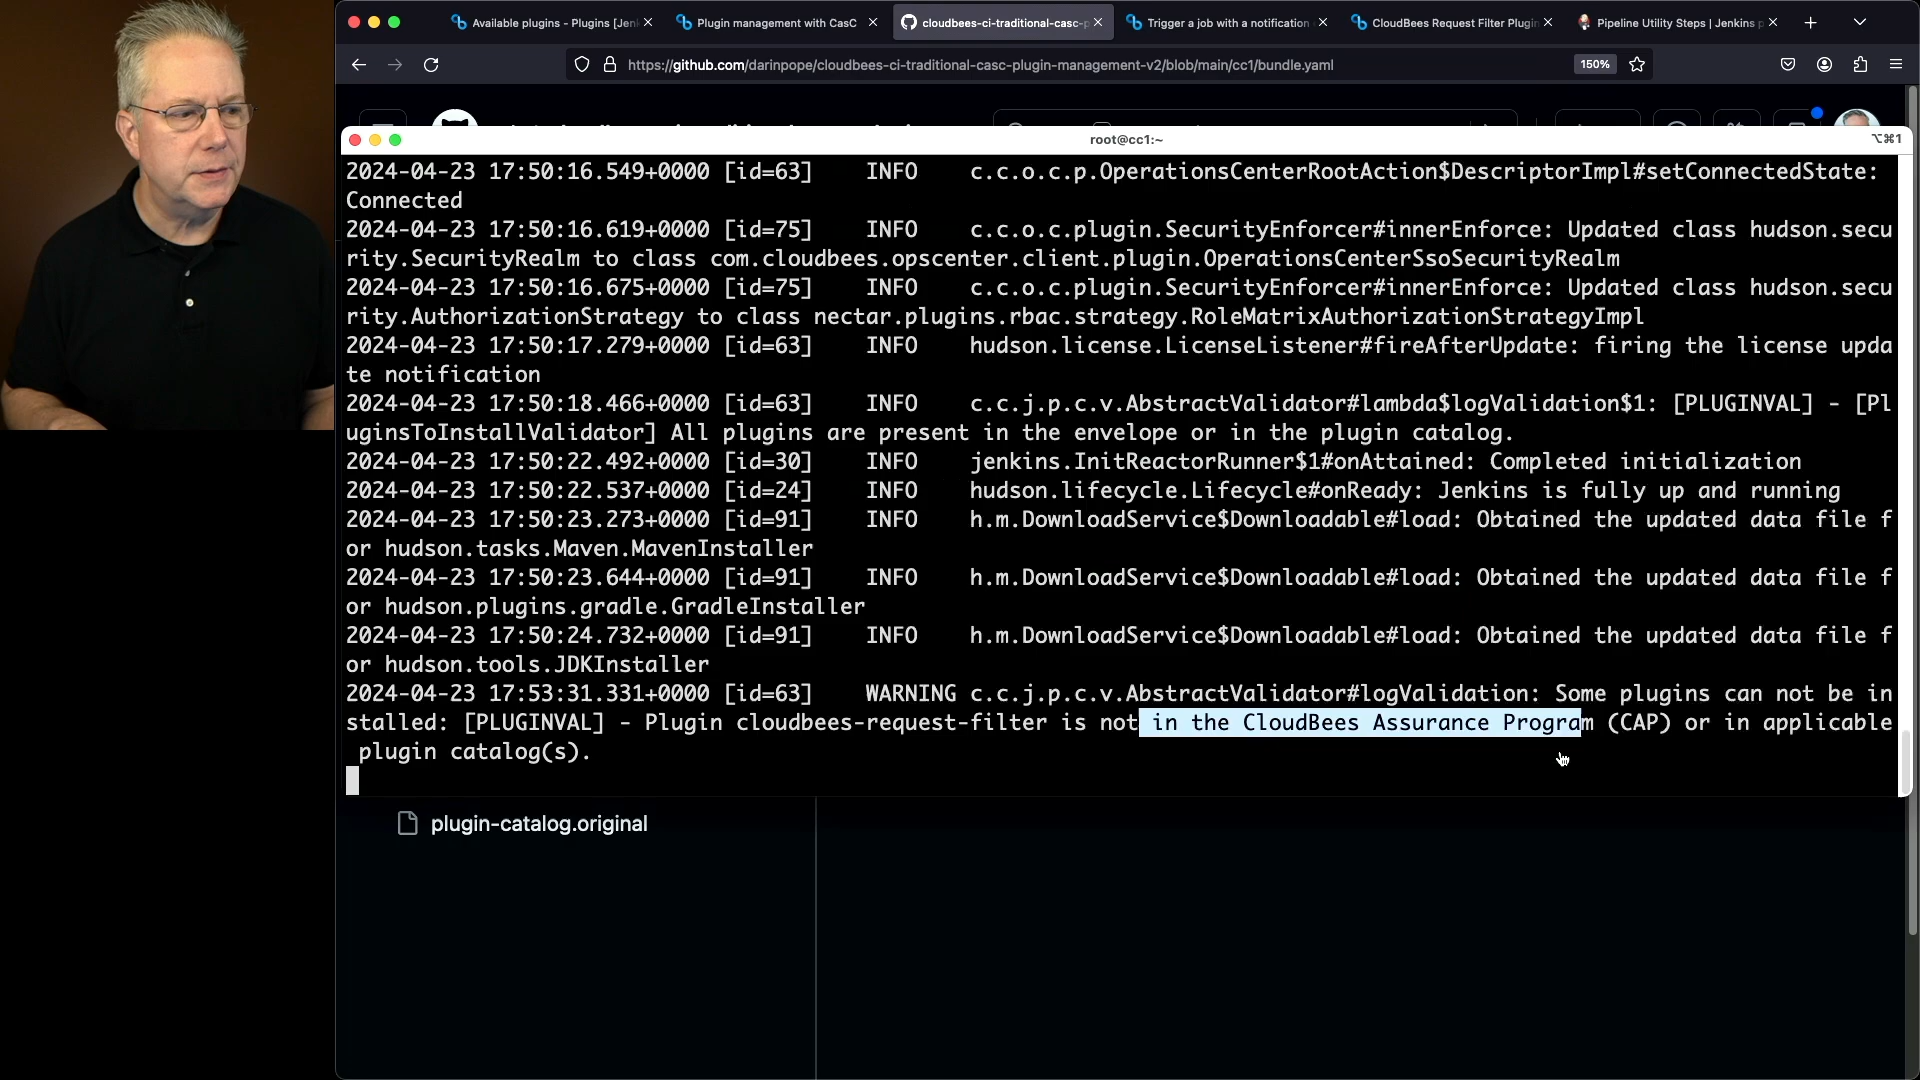 Available plugins - Plugins [Jen
Plugin management with CasC
cloudbees-ci-traditional-casc-p
Trigger a job with a notification
CloudBees Request Filter Plugin
Pipeline Utility Steps | Jenkins p
https://github.com/darinpope/cloudbees-ci-traditional-casc-plugin-management-v2/blob/main/cc1/bundle.yaml
150%
root@cc1:~
⌥⌘1
2024-04-23 17:50:16.549+0000 [id=63] INFO c.c.o.c.p.OperationsCenterRootAction$DescriptorImpl#setConnectedState:
Connected
2024-04-23 17:50:16.619+0000 [id=75] INFO c.c.o.c.plugin.SecurityEnforcer#innerEnforce: Updated class hudson.secu
rity.SecurityRealm to class com.cloudbees.opscenter.client.plugin.OperationsCenterSsoSecurityRealm
2024-04-23 17:50:16.675+0000 [id=75] INFO c.c.o.c.plugin.SecurityEnforcer#innerEnforce: Updated class hudson.secu
rity.AuthorizationStrategy to class nectar.plugins.rbac.strategy.RoleMatrixAuthorizationStrategyImpl
2024-04-23 17:50:17.279+0000 [id=63] INFO hudson.license.LicenseListener#fireAfterUpdate: firing the license upda
te notification
2024-04-23 17:50:18.466+0000 [id=63] INFO c.c.j.p.c.v.AbstractValidator#lambda$logValidation$1: [PLUGINVAL] - [Pl
uginsToInstallValidator] All plugins are present in the envelope or in the plugin catalog.
2024-04-23 17:50:22.492+0000 [id=30] INFO jenkins.InitReactorRunner$1#onAttained: Completed initialization
2024-04-23 17:50:22.537+0000 [id=24] INFO hudson.lifecycle.Lifecycle#onReady: Jenkins is fully up and running
2024-04-23 17:50:23.273+0000 [id=91] INFO h.m.DownloadService$Downloadable#load: Obtained the updated data file f
or hudson.tasks.Maven.MavenInstaller
2024-04-23 17:50:23.644+0000 [id=91] INFO h.m.DownloadService$Downloadable#load: Obtained the updated data file f
or hudson.plugins.gradle.GradleInstaller
2024-04-23 17:50:24.732+0000 [id=91] INFO h.m.DownloadService$Downloadable#load: Obtained the updated data file f
or hudson.tools.JDKInstaller
2024-04-23 17:53:31.331+0000 [id=63] WARNING c.c.j.p.c.v.AbstractValidator#logValidation: Some plugins can not be in
stalled: [PLUGINVAL] - Plugin cloudbees-request-filter is not in the CloudBees Assurance Program (CAP) or in applicable
plugin catalog(s).
plugin-catalog.original